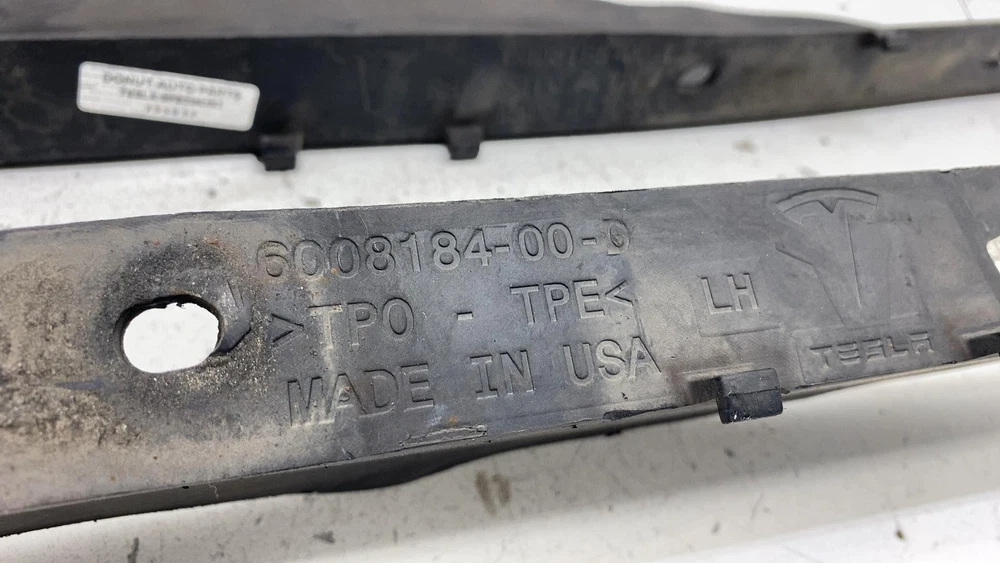 DONUT AUTO PARTS
6008184-00-D
>TPO - TPE<
LH
MADE IN USA
TESLA